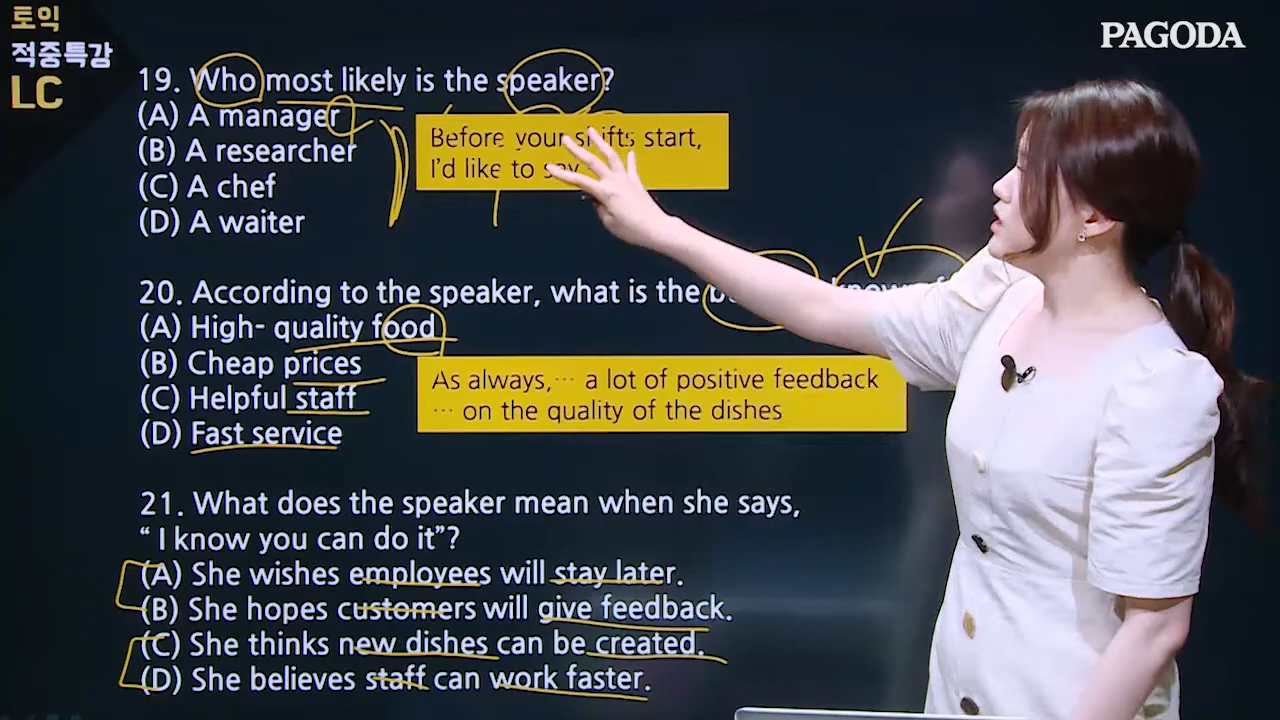 토익
적중특강
LC
PAGODA
19. Who most likely is the speaker?
(A) A manager
(B) A researcher
(C) A chef
(D) A waiter
Before your shifts start,
I'd like to say
20. According to the speaker, what is the
(A) High- quality food
(B) Cheap prices
(C) Helpful staff
(D) Fast service
As always,··· a lot of positive feedback
··· on the quality of the dishes
21. What does the speaker mean when she says,
“ I know you can do it”?
(A) She wishes employees will stay later.
(B) She hopes customers will give feedback.
(C) She thinks new dishes can be created.
(D) She believes staff can work faster.